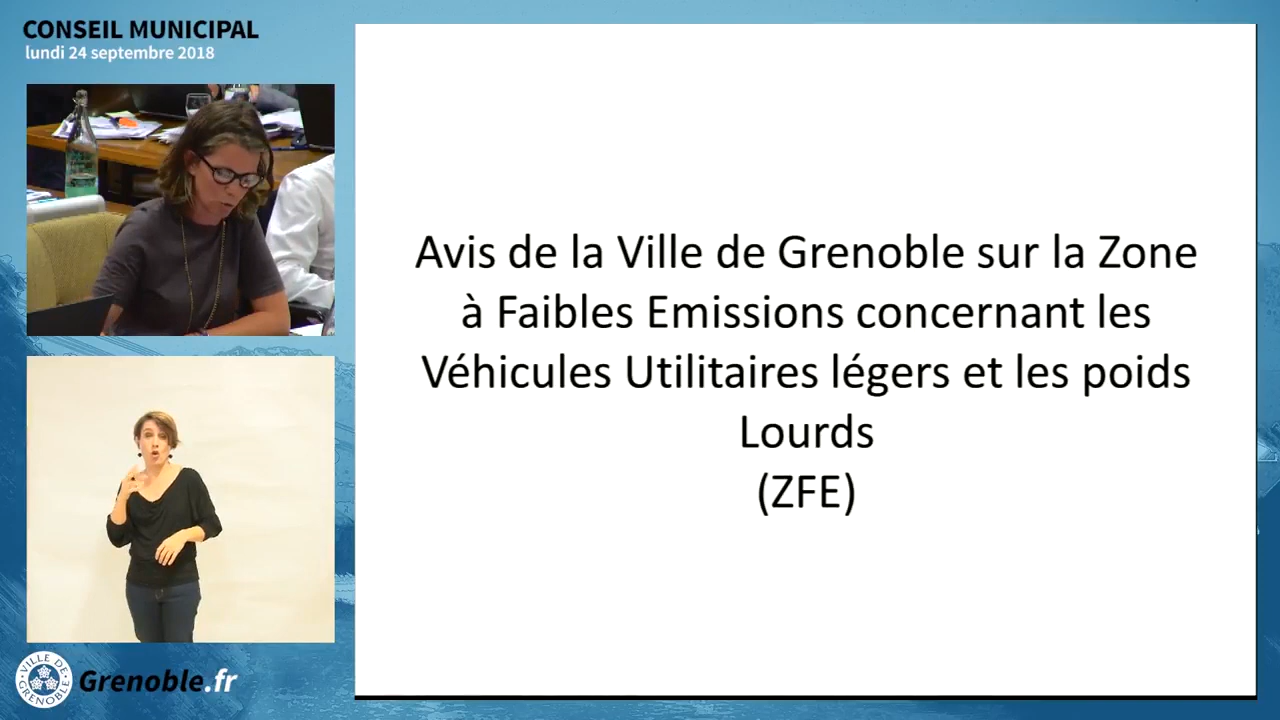 CONSEIL MUNICIPAL
lundi 24 septembre 2018
Avis de la Ville de Grenoble sur la Zone
à Faibles Emissions concernant les
Véhicules Utilitaires légers et les poids
Lourds
(ZFE)
VILLE DE
GRENOBLE
Grenoble.fr